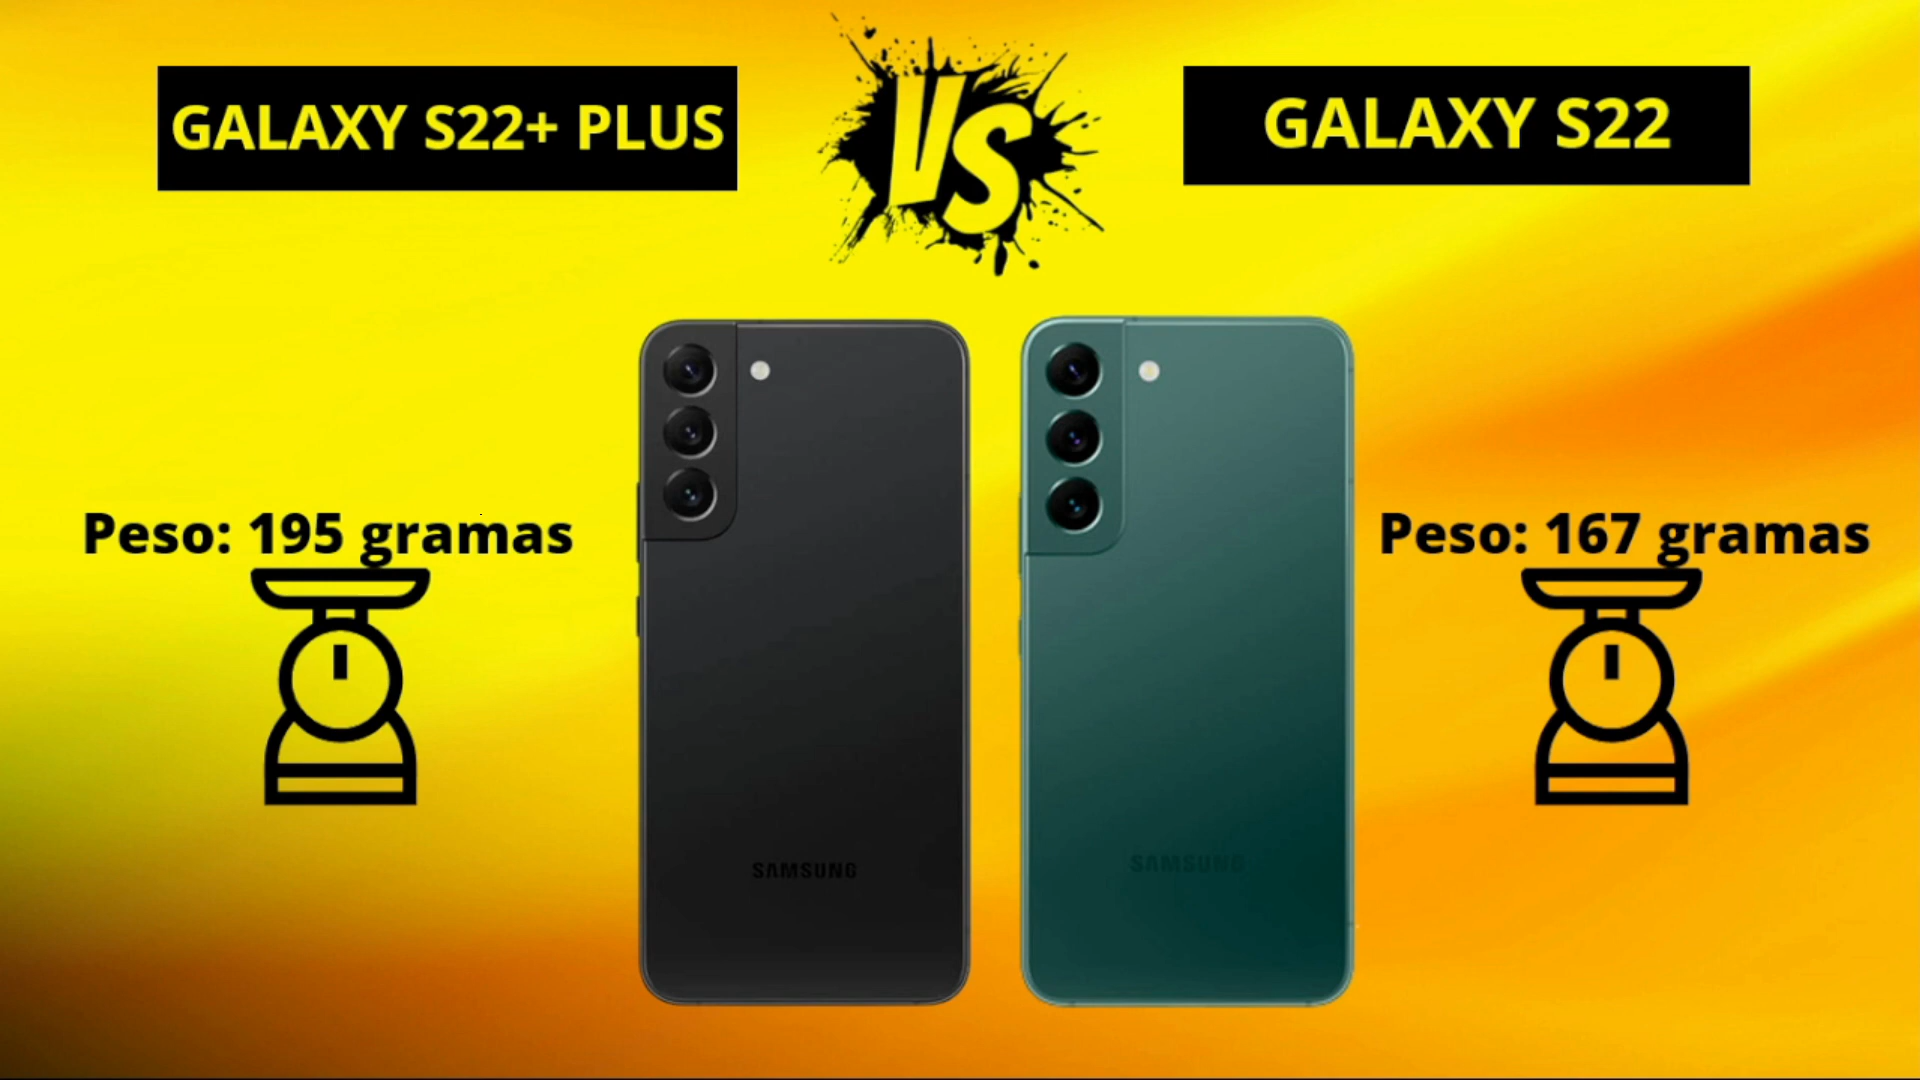 GALAXY S22+ PLUS
VS
GALAXY S22
Peso: 195 gramas
Peso: 167 gramas
SAMSUNG
SAMSUNG